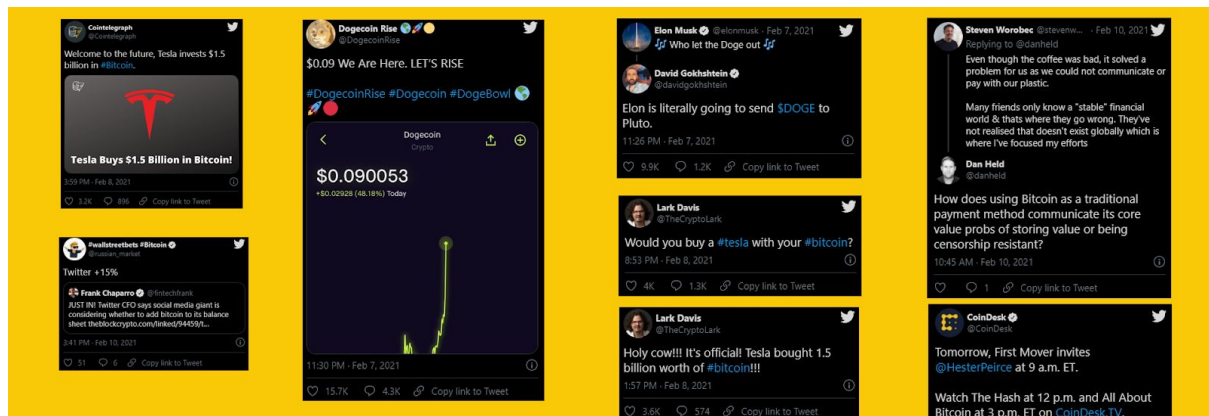 Cointelegraph
@Cointelegraph
Welcome to the future, Tesla invests $1.5
billion in #Bitcoin.
Tesla Buys $1.5 Billion in Bitcoin!
3:59 PM - Feb 8, 2021
3.2K 896 Copy link to Tweet
#wallstreetbets #Bitcoin
@russian_market
Twitter +15%
Frank Chaparro @fintechfrank
JUST IN! Twitter CFO says social media giant is
considering whether to add bitcoin to its balance
sheet theblockcrypto.com/linked/94459/t...
3:41 PM - Feb 10, 2021
51 6 Copy link to Tweet
Dogecoin Rise
@DogecoinRise
$0.09 We Are Here. LET'S RISE
#DogecoinRise #Dogecoin #DogeBowl
Dogecoin
Crypto
$0.090053
+$0.02928 (48.18%) Today
11:30 PM - Feb 7, 2021
15.7K 4.3K Copy link to Tweet
Elon Musk @elonmusk · Feb 7, 2021
Who let the Doge out
David Gokhshtein
@davidgokhshtein
Elon is literally going to send $DOGE to
Pluto.
11:26 PM - Feb 7, 2021
9.9K 1.2K Copy link to Tweet
Lark Davis
@TheCryptoLark
Would you buy a #tesla with your #bitcoin?
8:53 PM - Feb 8, 2021
4K 1.3K Copy link to Tweet
Lark Davis
@TheCryptoLark
Holy cow!!! It's official! Tesla bought 1.5
billion worth of #bitcoin!!!
1:57 PM - Feb 8, 2021
3.6K 574 Copy link to Tweet
Steven Worobec @stevenw... · Feb 10, 2021
Replying to @danheld
Even though the coffee was bad, it solved a
problem for us as we could not communicate or
pay with our plastic.
Many friends only know a "stable" financial
world & thats where they go wrong. They've
not realised that doesn't exist globally which is
where I've focused my efforts
Dan Held
@danheld
How does using Bitcoin as a traditional
payment method communicate its core
value probs of storing value or being
censorship resistant?
10:45 AM - Feb 10, 2021
1 Copy link to Tweet
CoinDesk
@CoinDesk
Tomorrow, First Mover invites
@HesterPeirce at 9 a.m. ET.
Watch The Hash at 12 p.m. and All About
Bitcoin at 3 p.m. ET on CoinDesk TV.